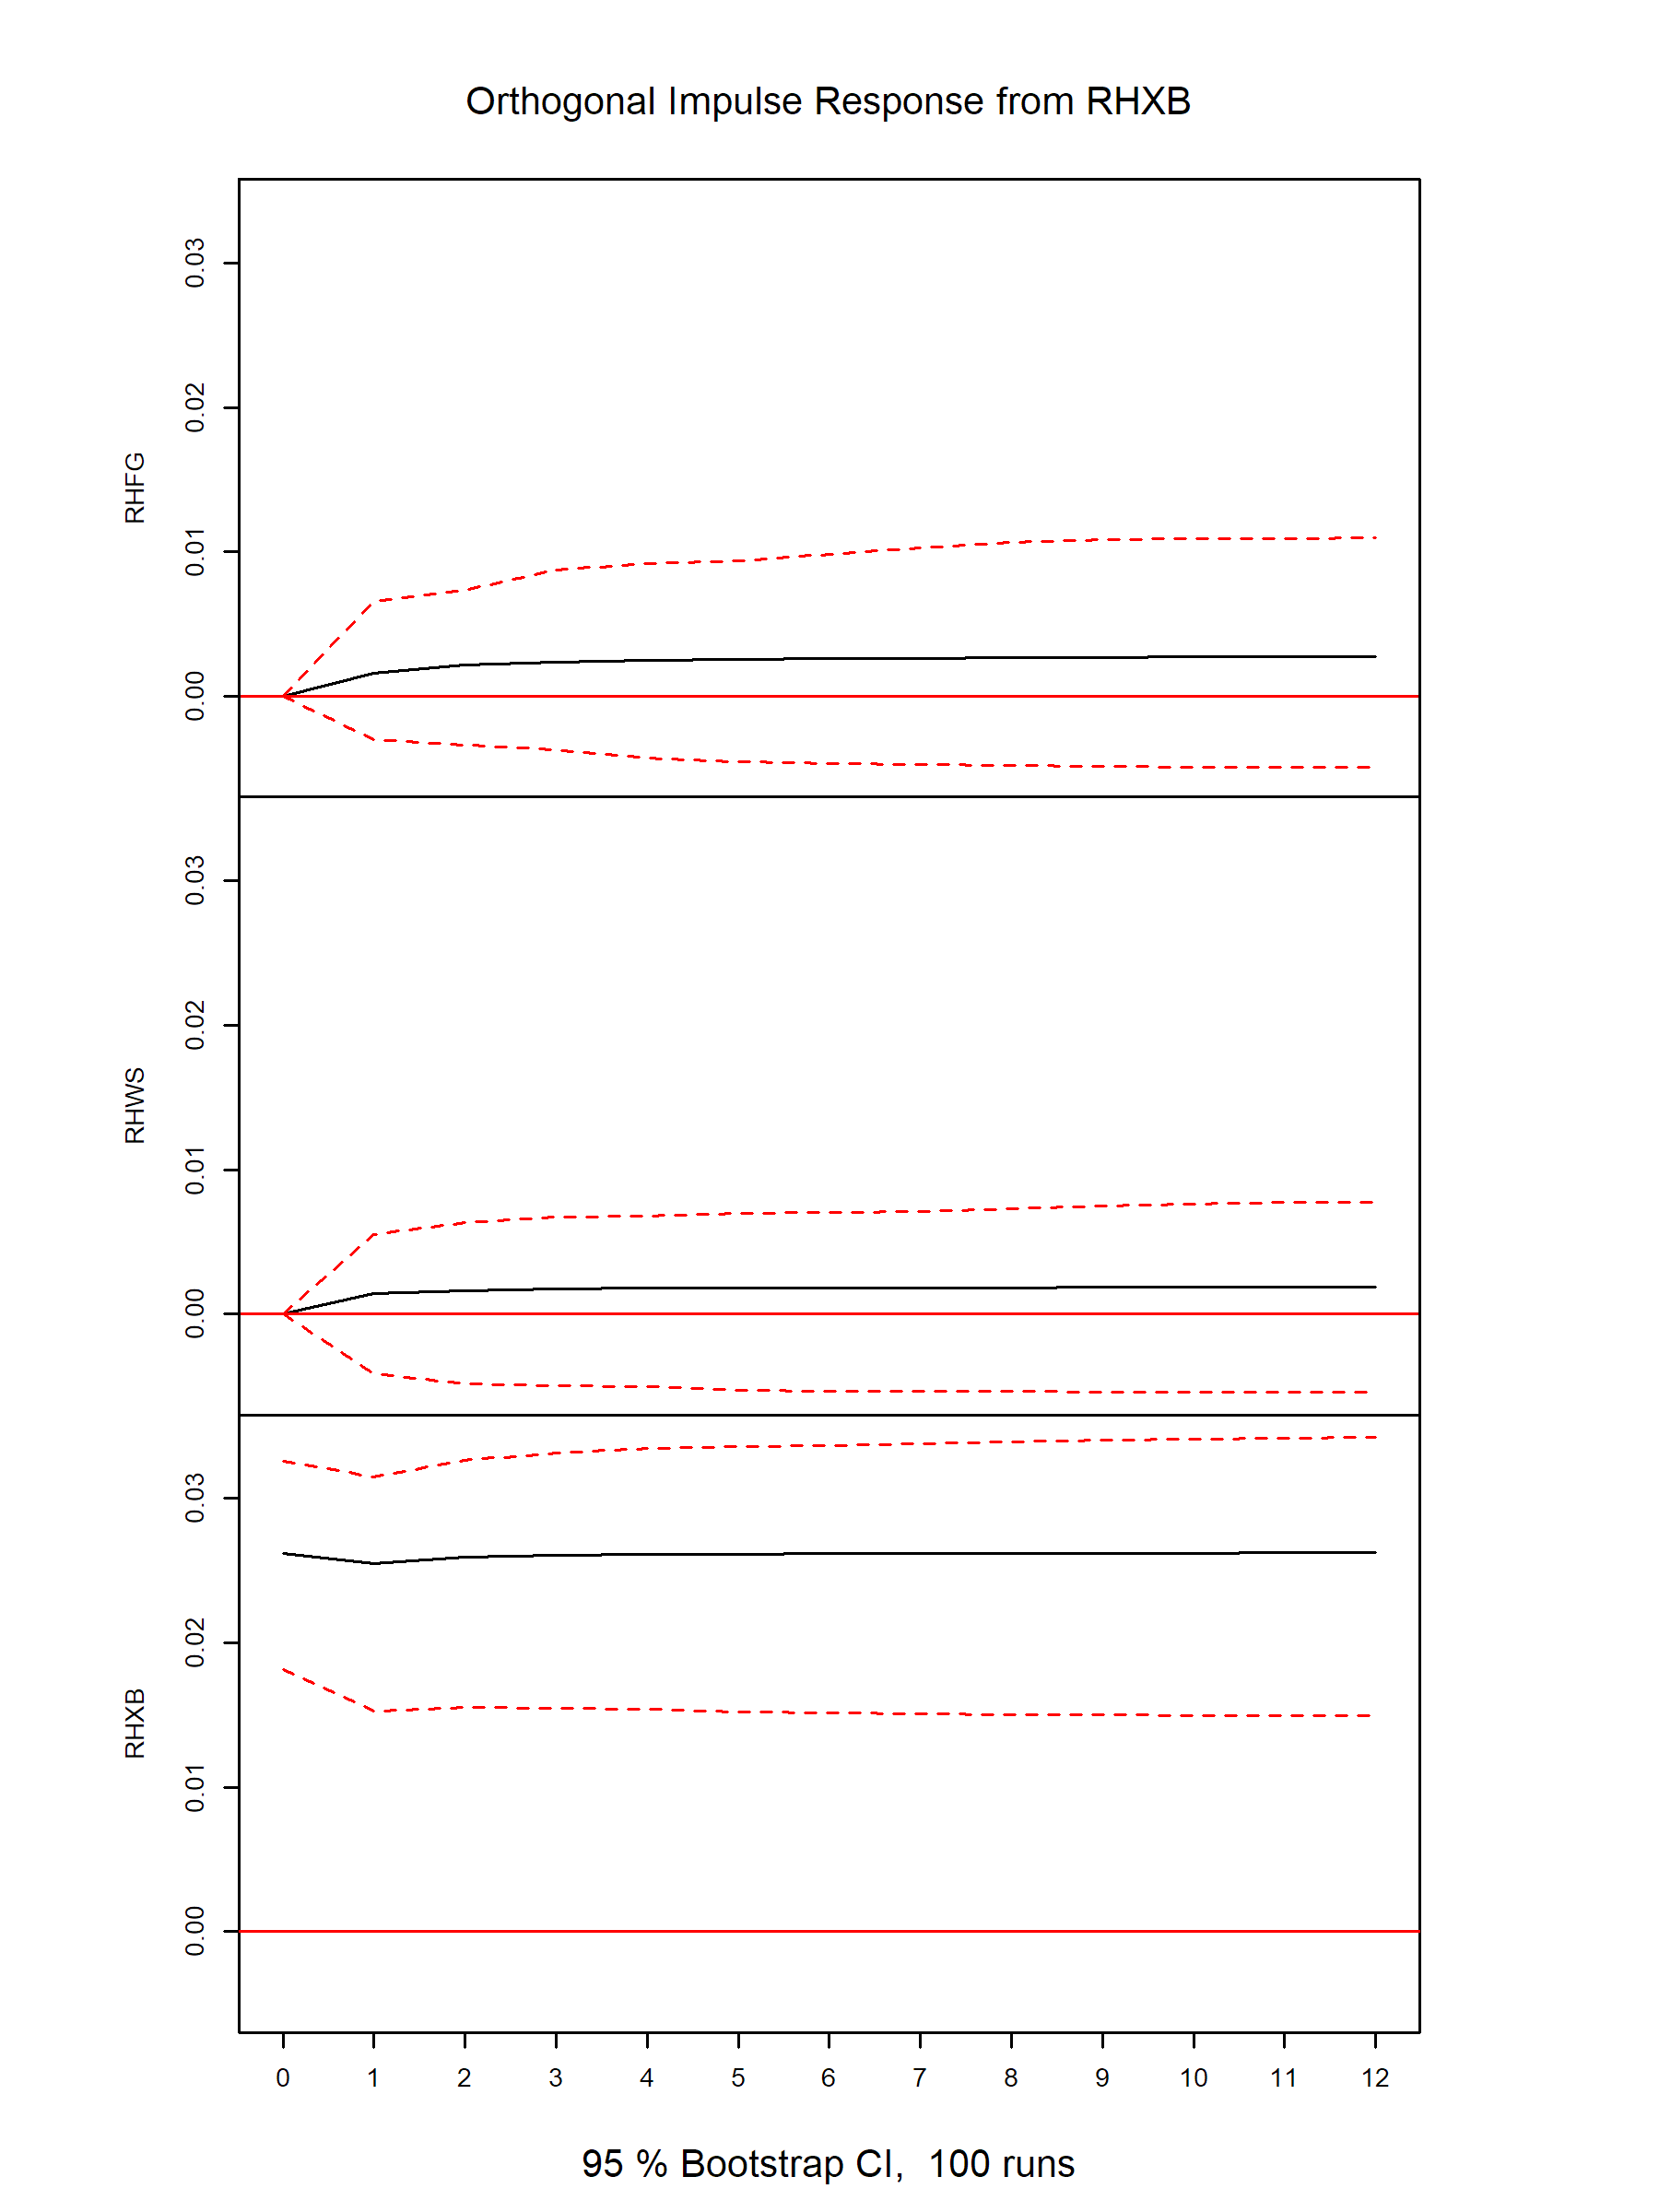 Orthogonal Impulse Response from RHXB
RHFG
0.03
0.02
0.01
0.00
RHWS
0.03
0.02
0.01
0.00
RHXB
0.03
0.02
0.01
0.00
0 1 2 3 4 5 6 7 8 9 10 11 12
95 % Bootstrap CI,  100 runs